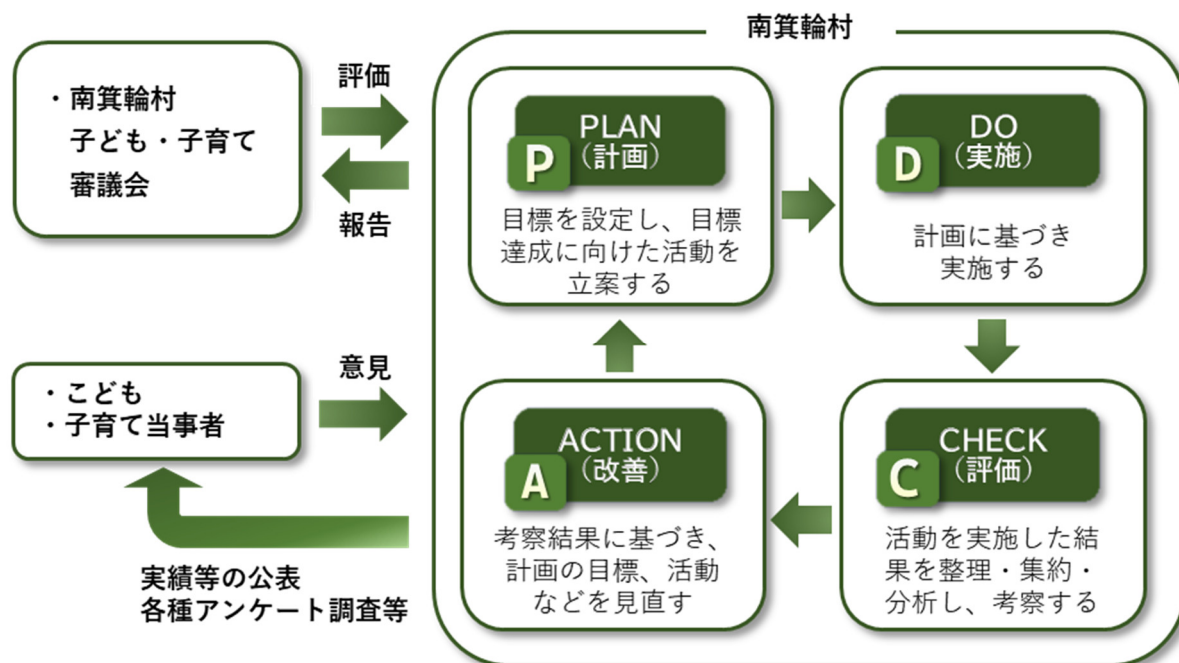 南箕輪村
・南箕輪村
子ども・子育て
審議会
評価
報告
P
PLAN
（計画）
目標を設定し、目標
達成に向けた活動を
立案する
D
DO
（実施）
計画に基づき
実施する
・こども
・子育て当事者
意見
実績等の公表
各種アンケート調査等
A
ACTION
（改善）
考察結果に基づき、
計画の目標、活動
などを見直す
C
CHECK
（評価）
活動を実施した結
果を整理・集約・
分析し、考察する